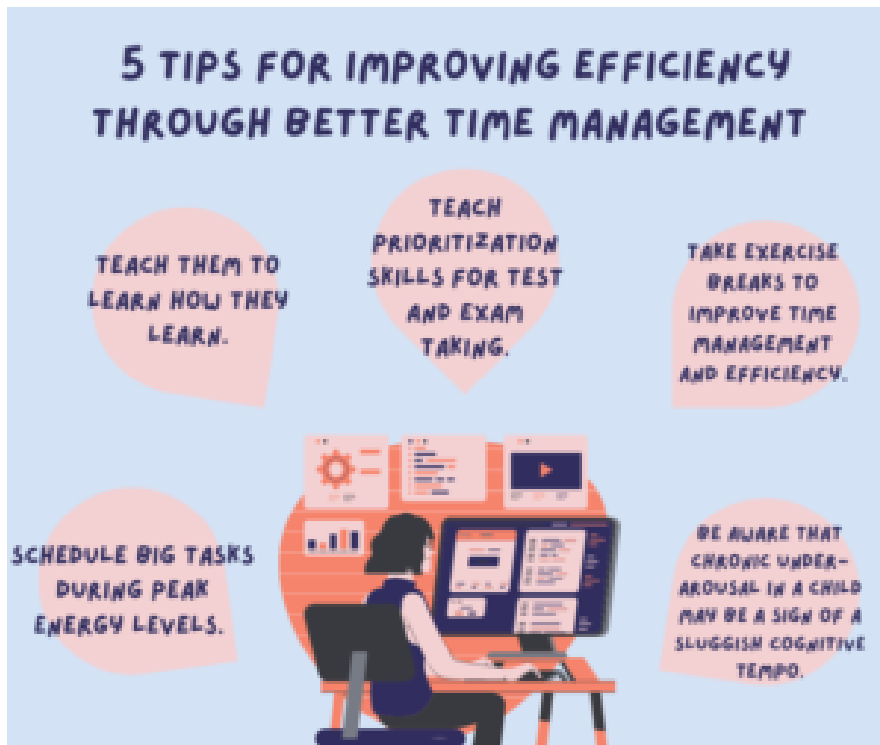 5 TIPS FOR IMPROVING EFFICIENCY
THROUGH BETTER TIME MANAGEMENT
TEACH THEM TO
LEARN HOW THEY
LEARN.
TEACH
PRIORITIZATION
SKILLS FOR TEST
AND EXAM
TAKING.
TAKE EXERCISE
BREAKS TO
IMPROVE TIME
MANAGEMENT
AND EFFICIENCY.
SCHEDULE BIG TASKS
DURING PEAK
ENERGY LEVELS.
BE AWARE THAT
CHRONIC UNDER-
AROUSAL IN A CHILD
MAY BE A SIGN OF A
SLUGGISH COGNITIVE
TEMPO.